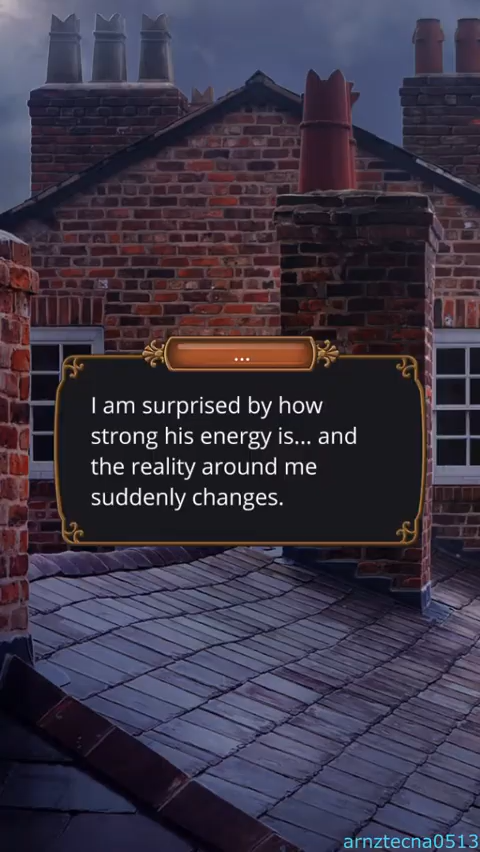 ...
I am surprised by how
strong his energy is... and
the reality around me
suddenly changes.
arnztecna0513